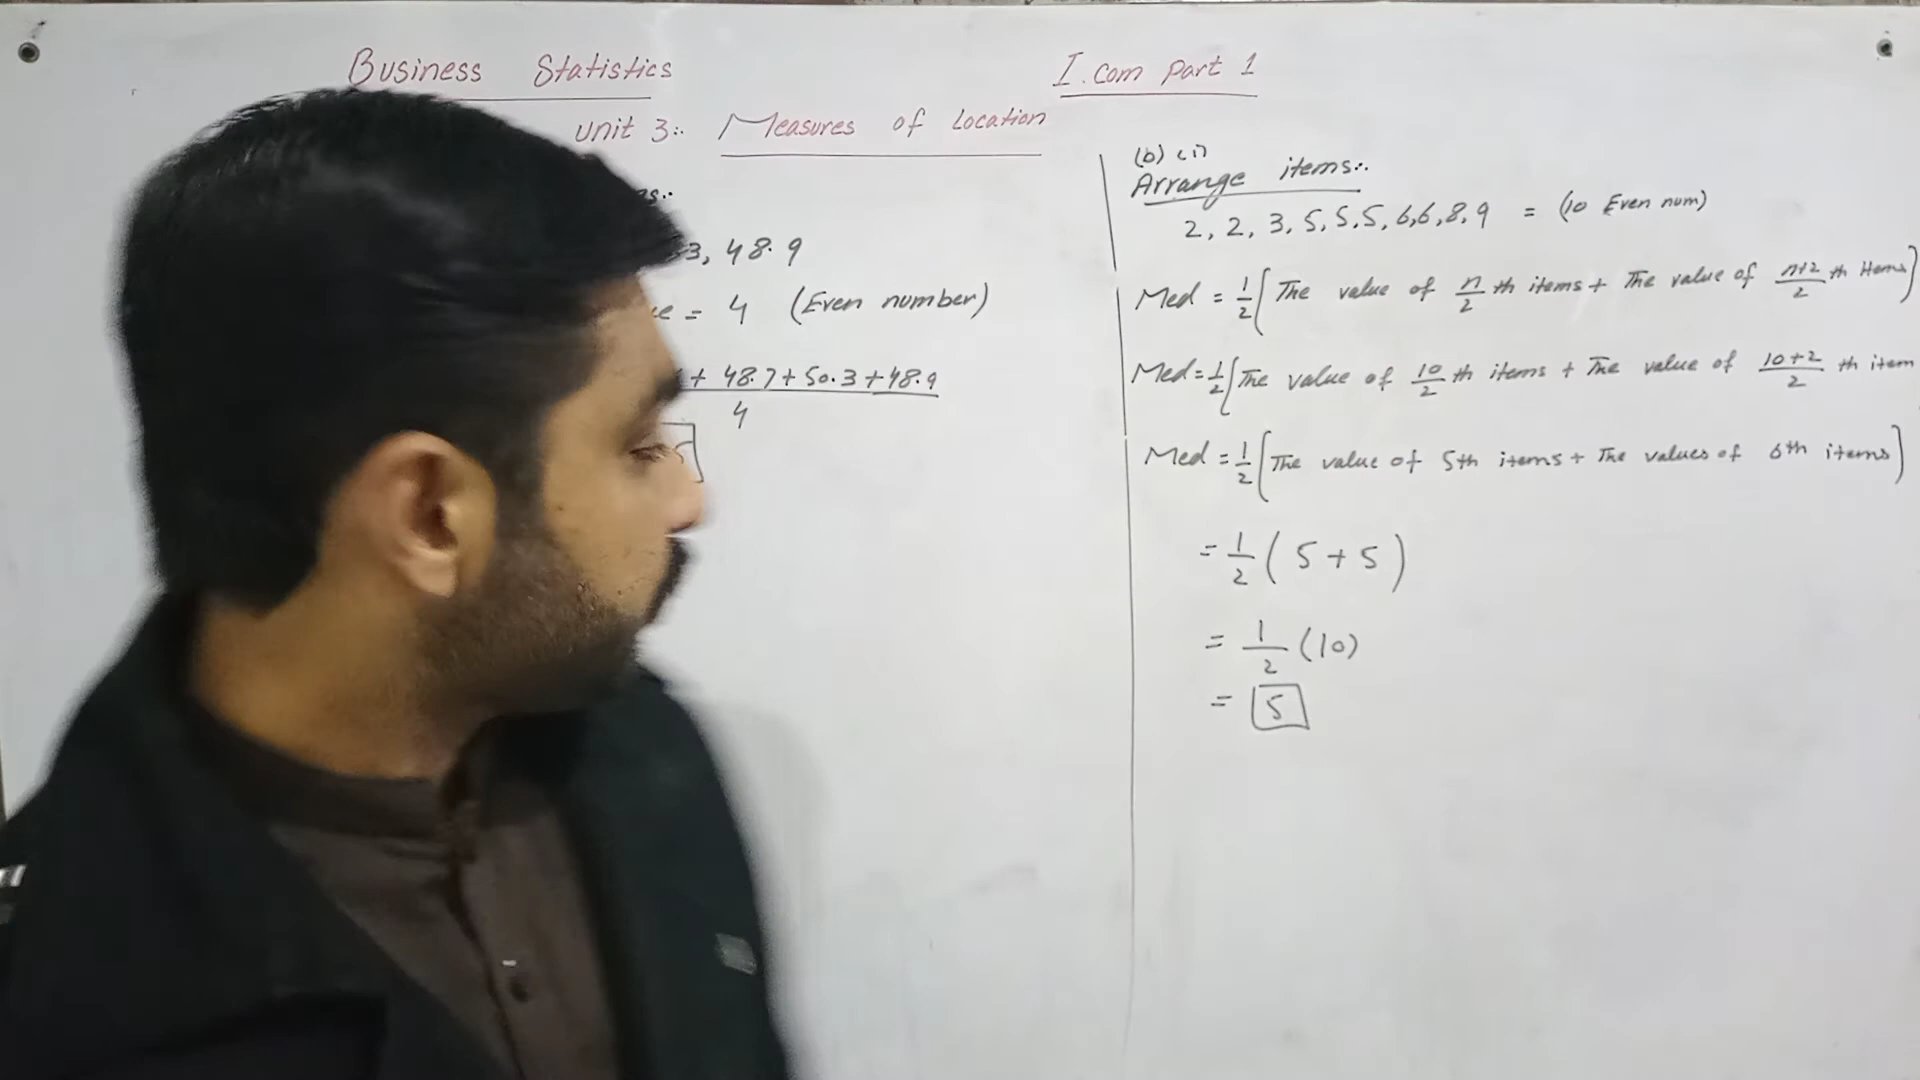 Business Statistics
I. Com Part 1
Unit 3:. Measures of Location
3, 48.9
= 4 (Even number)
+ 48.7 + 50.3 + 48.9
4
(b) (i)
Arrange items:.
2, 2, 3, 5, 5, 5, 6, 6, 8, 9 = (10 Even num)
Med = 1/2 [The value of n/2 th items + The value of n+2/2 th items]
Med = 1/2 [The value of 10/2 th items + The value of 10+2/2 th item
Med = 1/2 [The value of 5th items + The values of 6th items]
= 1/2 (5 + 5)
= 1/2 (10)
= 5